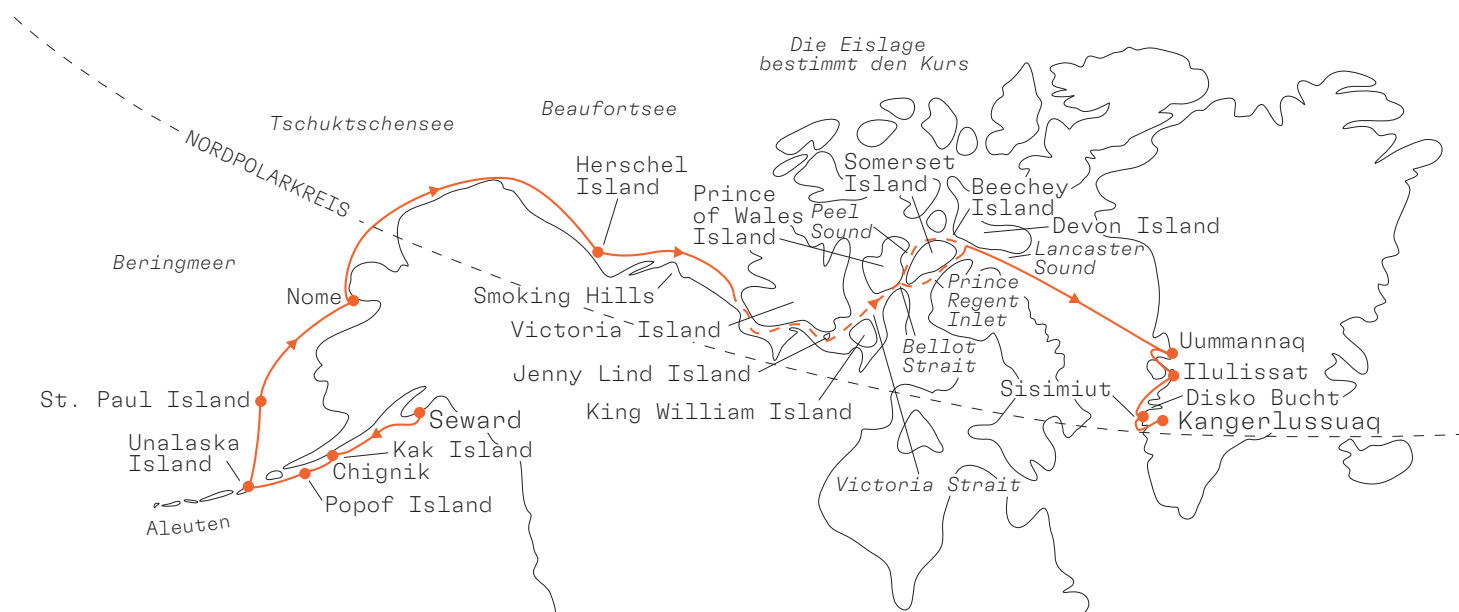 Die Eislage
bestimmt den Kurs
Beaufortsee
Tschuktschensee
NORDPOLARKREIS
Herschel
Island
Somerset
Island
Beechey
Island
Prince
of Wales
Island
Peel
Sound
Devon Island
Lancaster
Sound
Beringmeer
Nome
Smoking Hills
Prince
Regent
Inlet
Victoria Island
Bellot
Strait
Uummannaq
Jenny Lind Island
Ilulissat
Sisimiut
Disko Bucht
St. Paul Island
King William Island
Kangerlussuaq
Seward
Unalaska
Island
Kak Island
Chignik
Popof Island
Victoria Strait
Aleuten